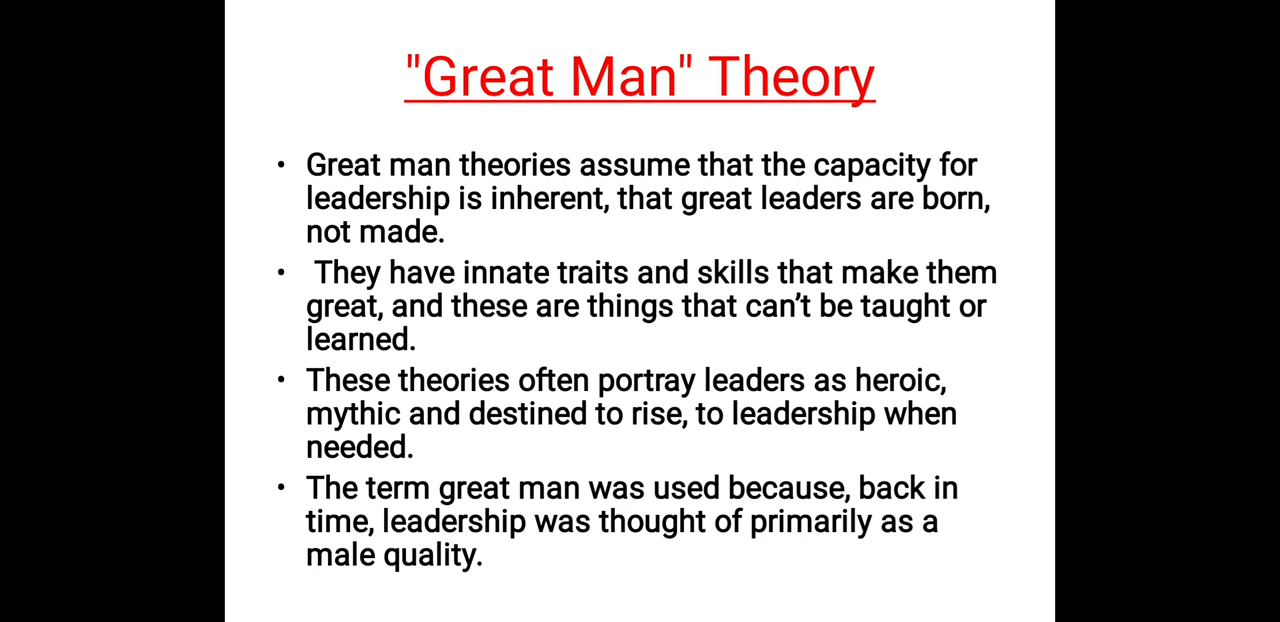 "Great Man" Theory
• Great man theories assume that the capacity for
leadership is inherent, that great leaders are born,
not made.
• They have innate traits and skills that make them
great, and these are things that can’t be taught or
learned.
• These theories often portray leaders as heroic,
mythic and destined to rise, to leadership when
needed.
• The term great man was used because, back in
time, leadership was thought of primarily as a
male quality.